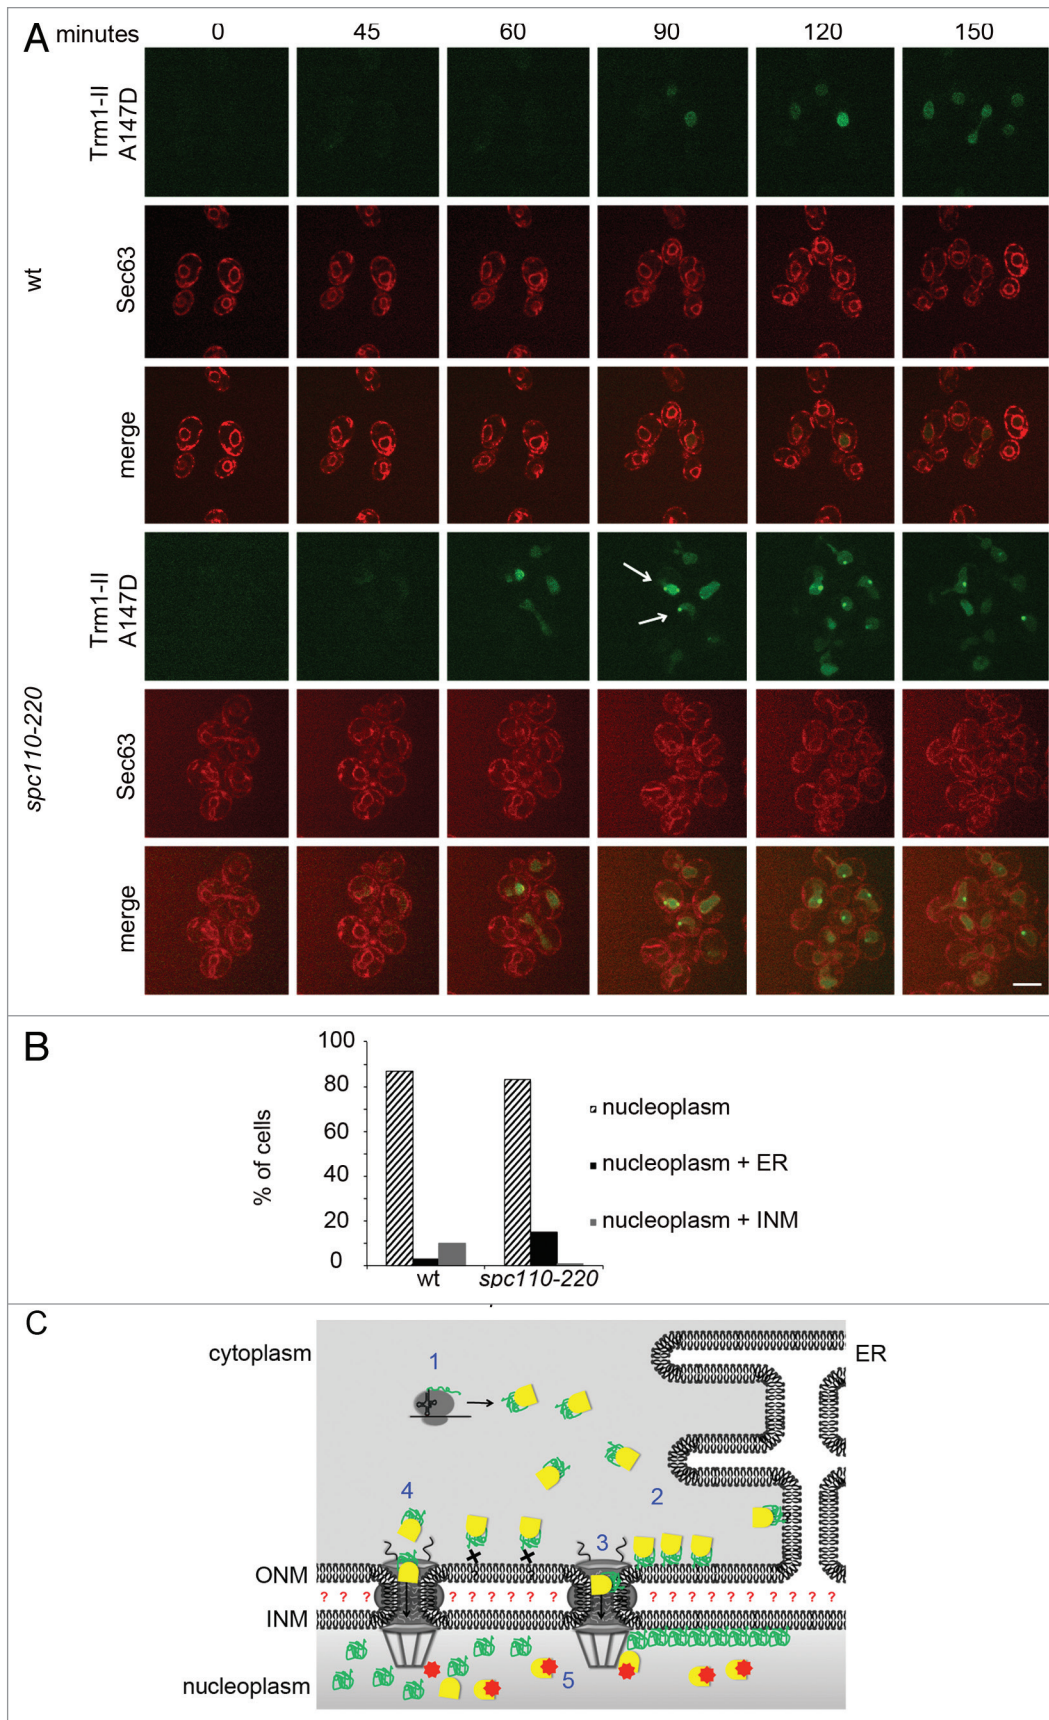 A
minutes 0 45 60 90 120 150
Trm1-II
A147D
Sec63
merge
wt
Trm1-II
A147D
Sec63
merge
spc110-220
B
% of cells
100
80
60
40
20
0
wt spc110-220
nucleoplasm
nucleoplasm + ER
nucleoplasm + INM
C
cytoplasm
ER
1
2
4
3
ONM
? ? ? ? ? ? ? ? ? ? ? ? ? ? ? ? ? ? ? ? ? ?
INM
5
nucleoplasm